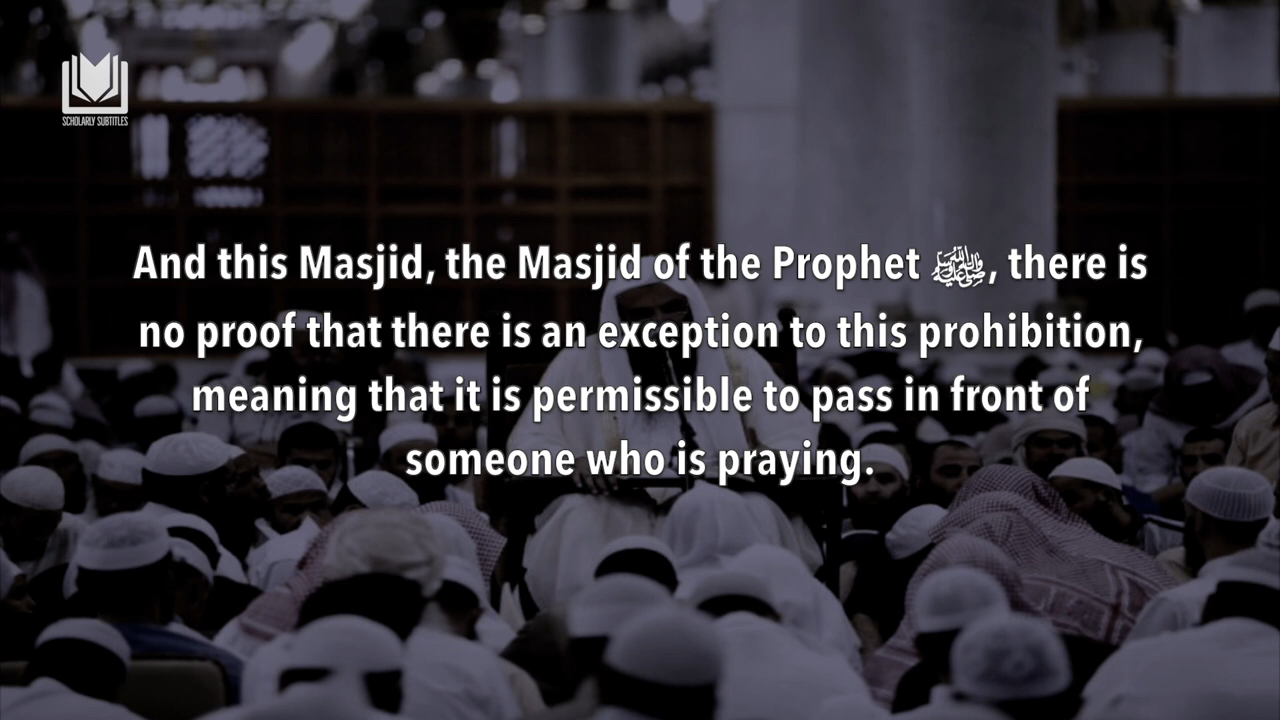 SCHOLARLY SUBTITLES
And this Masjid, the Masjid of the Prophet ﷺ, there is
no proof that there is an exception to this prohibition,
meaning that it is permissible to pass in front of
someone who is praying.